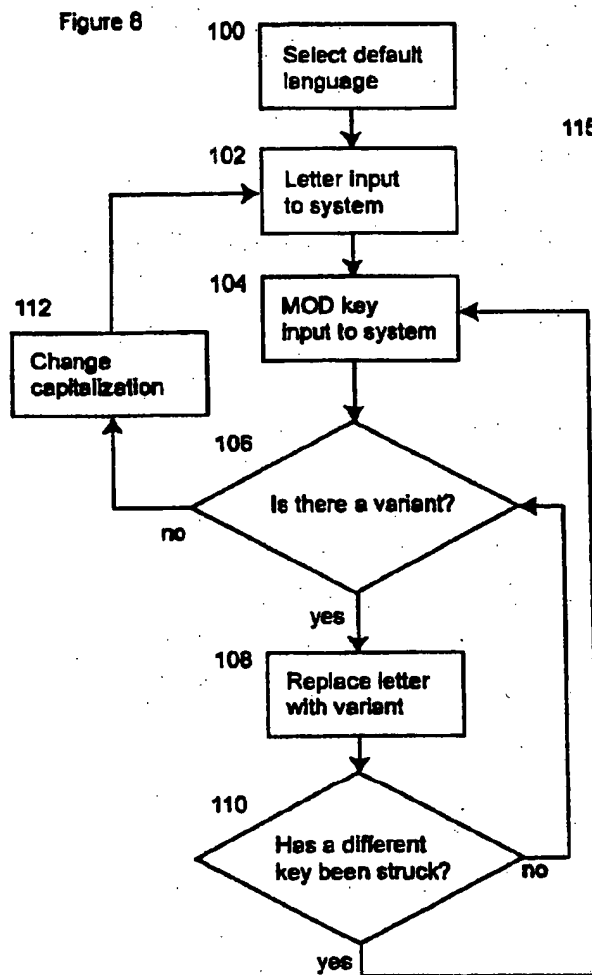 Figure 8
100
Select default
language
115
102
Letter input
to system
104
MOD key
input to system
112
Change
capitalization
106
Is there a variant?
no
yes
108
Replace letter
with variant
110
Has a different
key been struck?
no
yes